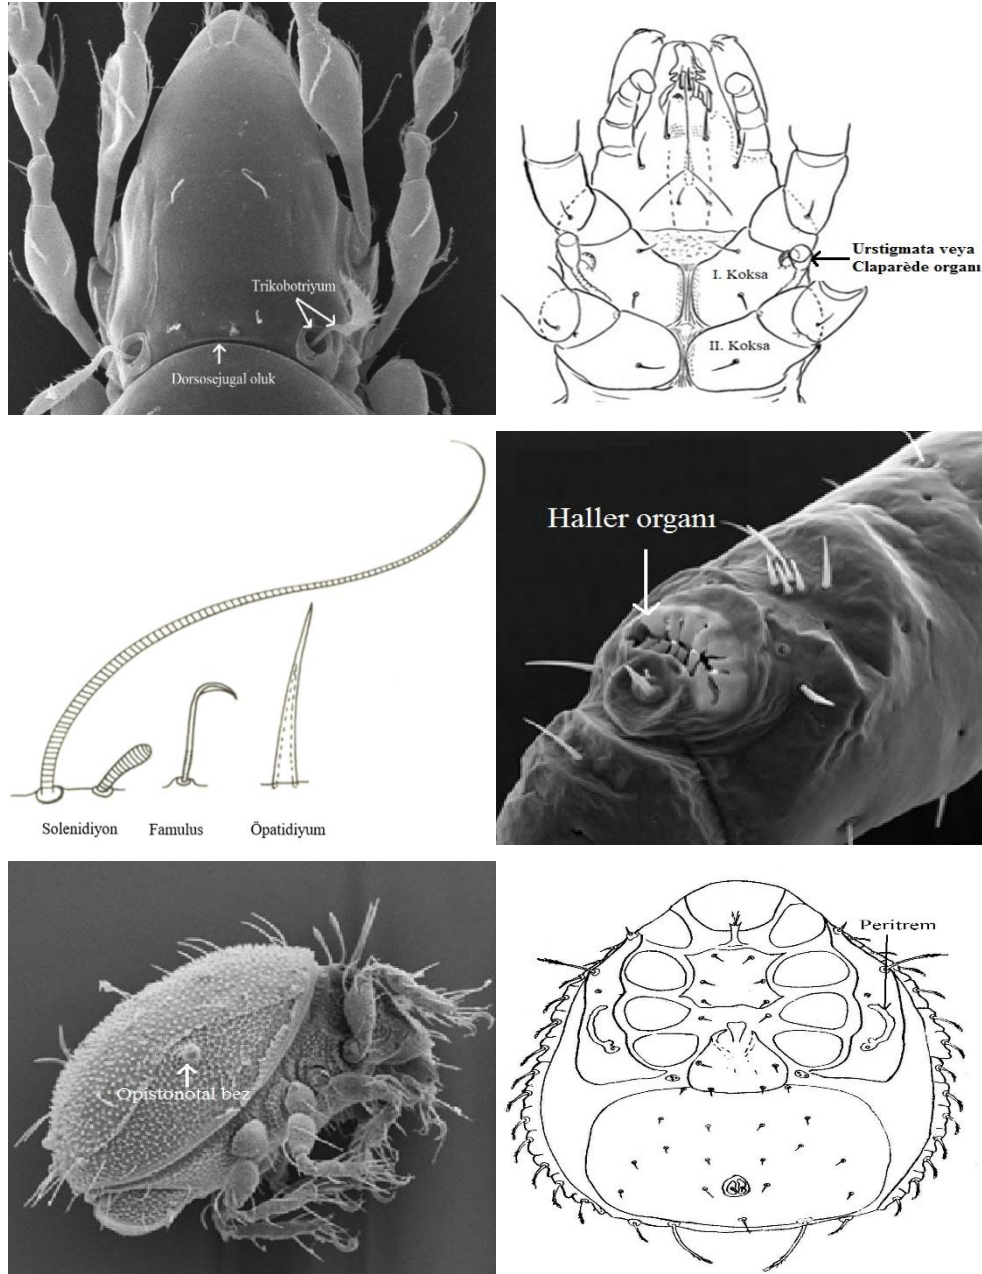 Trikobotriyum
Dorsosejugal oluk
Urstigmata veya
Claparède organı
I. Koksa
II. Koksa
Solenidiyon Famulus Öpatidiyum
Haller organı
Opistonotal bez
Peritrem